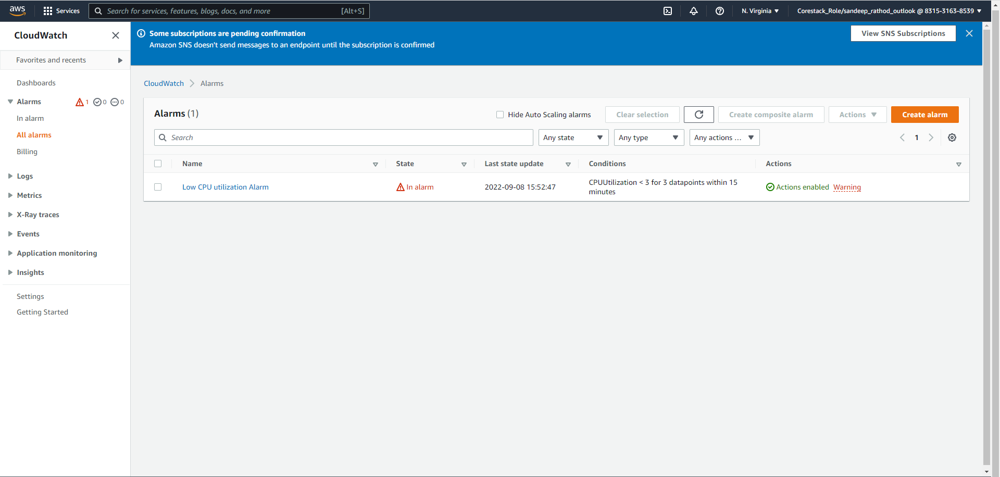 aws
Services
Search for services, features, blogs, docs, and more
[Alt+S]
N. Virginia
Corestack_Role/sandeep_rathod_outlook @ 8315-3163-8539
CloudWatch
Favorites and recents
Dashboards
Alarms
1
0
0
In alarm
All alarms
Billing
Logs
Metrics
X-Ray traces
Events
Application monitoring
Insights
Settings
Getting Started
Some subscriptions are pending confirmation
Amazon SNS doesn't send messages to an endpoint until the subscription is confirmed
View SNS Subscriptions
CloudWatch
Alarms
Alarms (1)
Hide Auto Scaling alarms
Clear selection
Create composite alarm
Actions
Create alarm
Search
Any state
Any type
Any actions ...
1
Name
State
Last state update
Conditions
Actions
Low CPU utilization Alarm
In alarm
2022-09-08 15:52:47
CPUUtilization < 3 for 3 datapoints within 15
minutes
Actions enabled
Warning